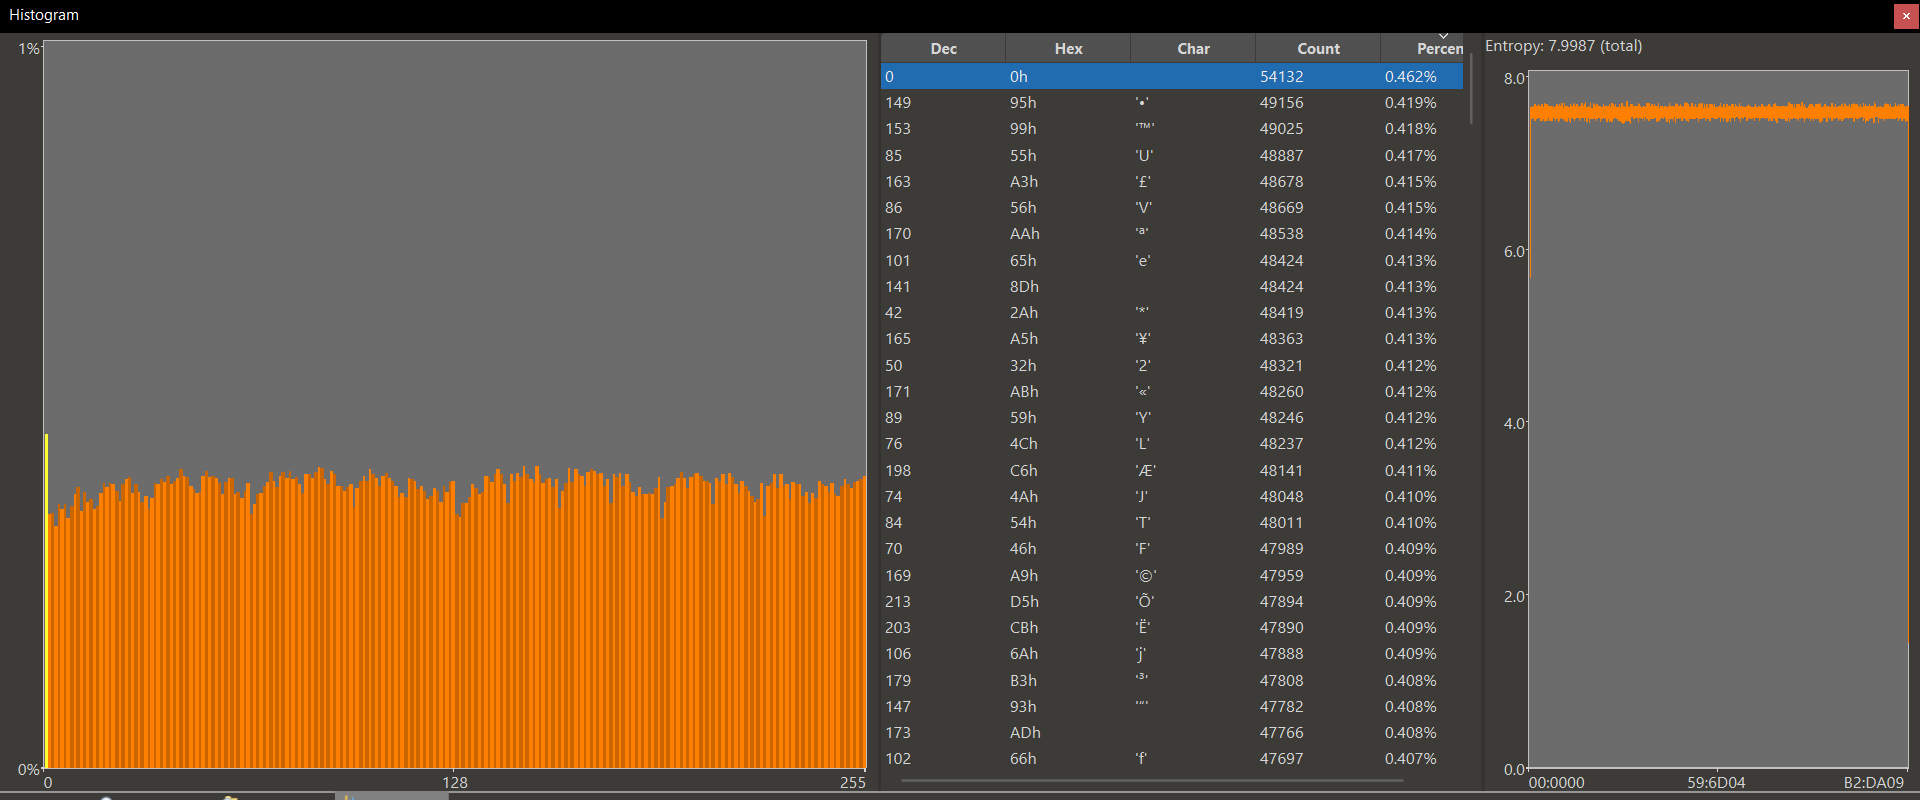 Histogram
1%
0%
0 128 255
Dec Hex Char Count Percen
0 0h 54132 0.462%
149 95h '•' 49156 0.419%
153 99h '™' 49025 0.418%
85 55h 'U' 48887 0.417%
163 A3h '£' 48678 0.415%
86 56h 'V' 48669 0.415%
170 AAh 'ª' 48538 0.414%
101 65h 'e' 48424 0.413%
141 8Dh 48424 0.413%
42 2Ah '*' 48419 0.413%
165 A5h '¥' 48363 0.413%
50 32h '2' 48321 0.412%
171 ABh '«' 48260 0.412%
89 59h 'Y' 48246 0.412%
76 4Ch 'L' 48237 0.412%
198 C6h 'Æ' 48141 0.411%
74 4Ah 'J' 48048 0.410%
84 54h 'T' 48011 0.410%
70 46h 'F' 47989 0.409%
169 A9h '©' 47959 0.409%
213 D5h 'Õ' 47894 0.409%
203 CBh 'Ë' 47890 0.409%
106 6Ah 'j' 47888 0.409%
179 B3h '³' 47808 0.408%
147 93h '“' 47782 0.408%
173 ADh 47766 0.408%
102 66h 'f' 47697 0.407%
Entropy: 7.9987 (total)
8.0
6.0
4.0
2.0
0.0
00:0000 59:6D04 B2:DA09